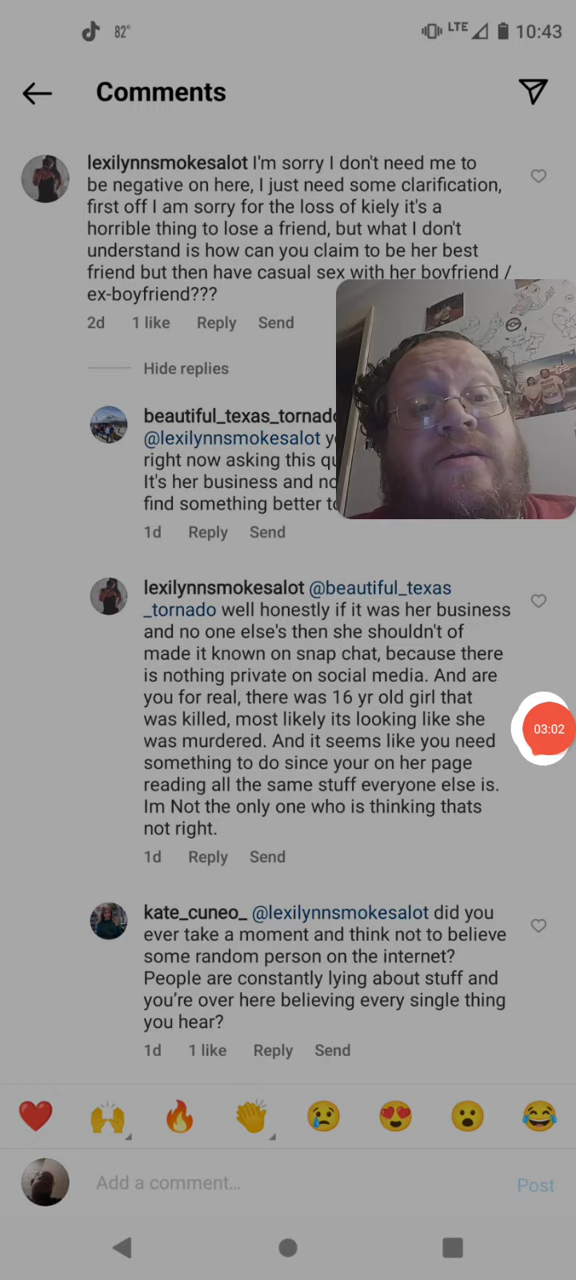 82°
LTE
10:43
Comments
lexilynnsmokesalot I'm sorry I don't need me to
be negative on here, I just need some clarification,
first off I am sorry for the loss of kiely it's a
horrible thing to lose a friend, but what I don't
understand is how can you claim to be her best
friend but then have casual sex with her boyfriend /
ex-boyfriend???
2d 1 like Reply Send
Hide replies
beautiful_texas_tornado
@lexilynnsmokesalot
right now asking this
It's her business and
find something better
1d Reply Send
lexilynnsmokesalot @beautiful_texas
_tornado well honestly if it was her business
and no one else's then she shouldn't of
made it known on snap chat, because there
is nothing private on social media. And are
you for real, there was 16 yr old girl that
was killed, most likely its looking like she
was murdered. And it seems like you need
something to do since your on her page
reading all the same stuff everyone else is.
Im Not the only one who is thinking thats
not right.
1d Reply Send
03:02
kate_cuneo_ @lexilynnsmokesalot did you
ever take a moment and think not to believe
some random person on the internet?
People are constantly lying about stuff and
you're over here believing every single thing
you hear?
1d 1 like Reply Send
Add a comment...
Post